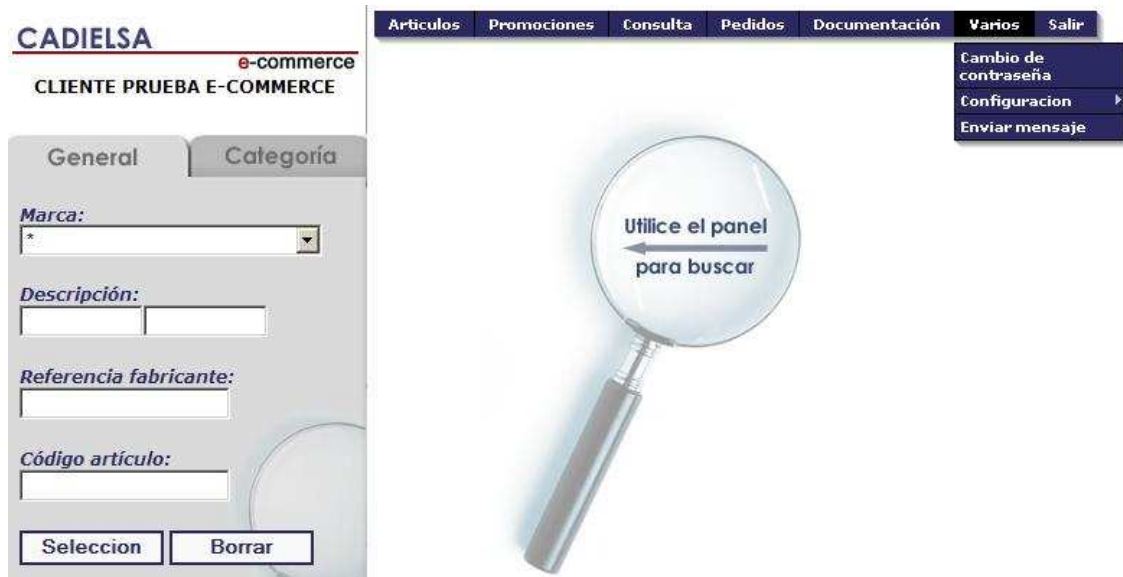 CADIELSA
e-commerce
CLIENTE PRUEBA E-COMMERCE
Articulos Promociones Consulta Pedidos Documentación Varios Salir
Cambio de
contraseña
Configuracion
Enviar mensaje
General Categoría
Marca:
*
Descripción:
Referencia fabricante:
Código artículo:
Seleccion Borrar
Utilice el panel
para buscar